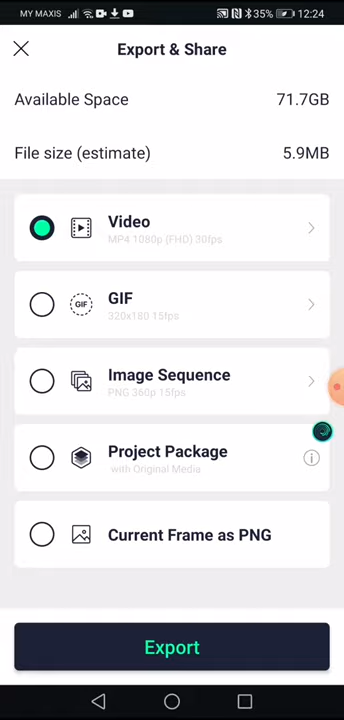 MY MAXIS 35% 12:24
Export & Share
Available Space 71.7GB
File size (estimate) 5.9MB
Video
MP4 1080p (FHD) 30fps
GIF
GIF
320x180 15fps
Image Sequence
PNG 360p 15fps
Project Package
with Original Media
Current Frame as PNG
Export